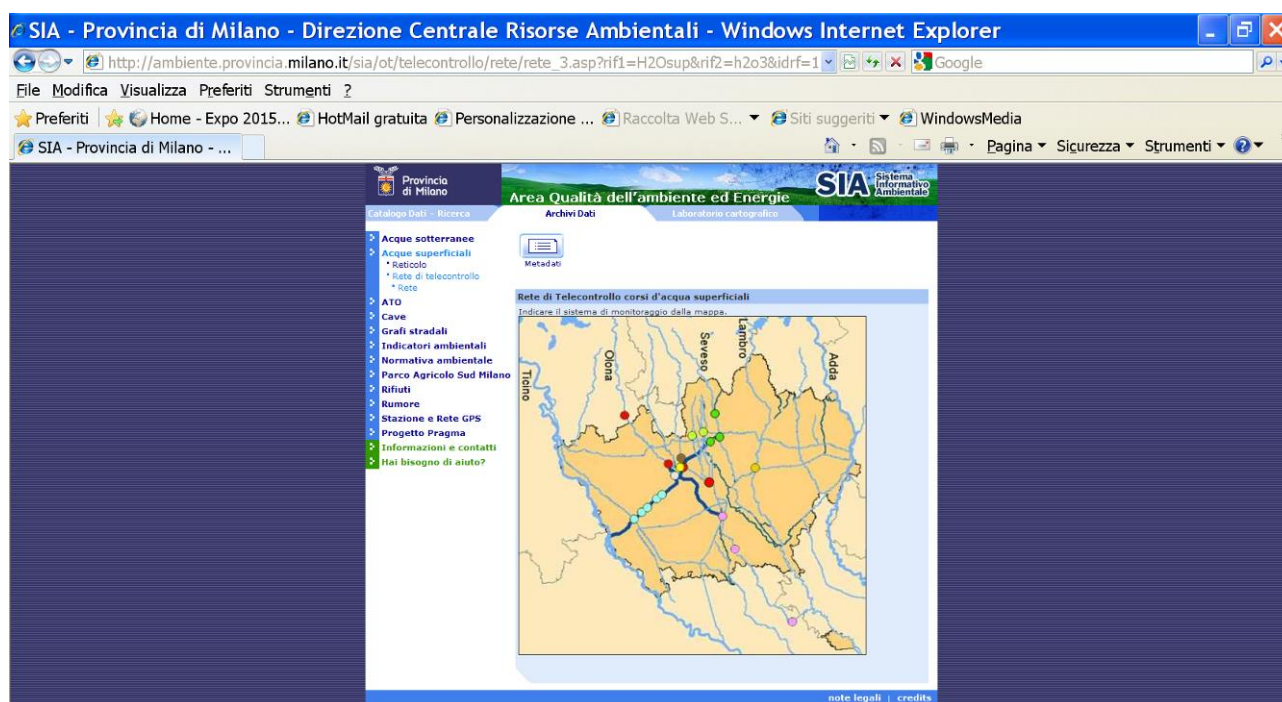 SIA - Provincia di Milano - Direzione Centrale Risorse Ambientali - Windows Internet Explorer
http://ambiente.provincia.milano.it/sia/ot/telecontrollo/rete/rete_3.asp?rif1=H2Osup&rif2=h2o3&idrf=1
Google
File Modifica Visualizza Preferiti Strumenti ?
Preferiti Home - Expo 2015... HotMail gratuita Personalizzazione ... Raccolta Web S... Siti suggeriti WindowsMedia
SIA - Provincia di Milano - ...
Pagina Sicurezza Strumenti
Provincia
di Milano
Area Qualità dell'ambiente ed Energie
SIA Sistema
Informativo
Ambientale
Catalogo Dati - Ricerca Archivi Dati Laboratorio cartografico
Acque sotterranee
Acque superficiali
Reticolo
Rete di telecontrollo
Rete
ATO
Cave
Grafi stradali
Indicatori ambientali
Normativa ambientale
Parco Agricolo Sud Milano
Rifiuti
Rumore
Stazione e Rete GPS
Progetto Pragma
Informazioni e contatti
Hai bisogno di aiuto?
Metadati
Rete di Telecontrollo corsi d'acqua superficiali
Indicare il sistema di monitoraggio dalla mappa.
Ticino
Olona
Seveso
Lambro
Adda
note legali | credits